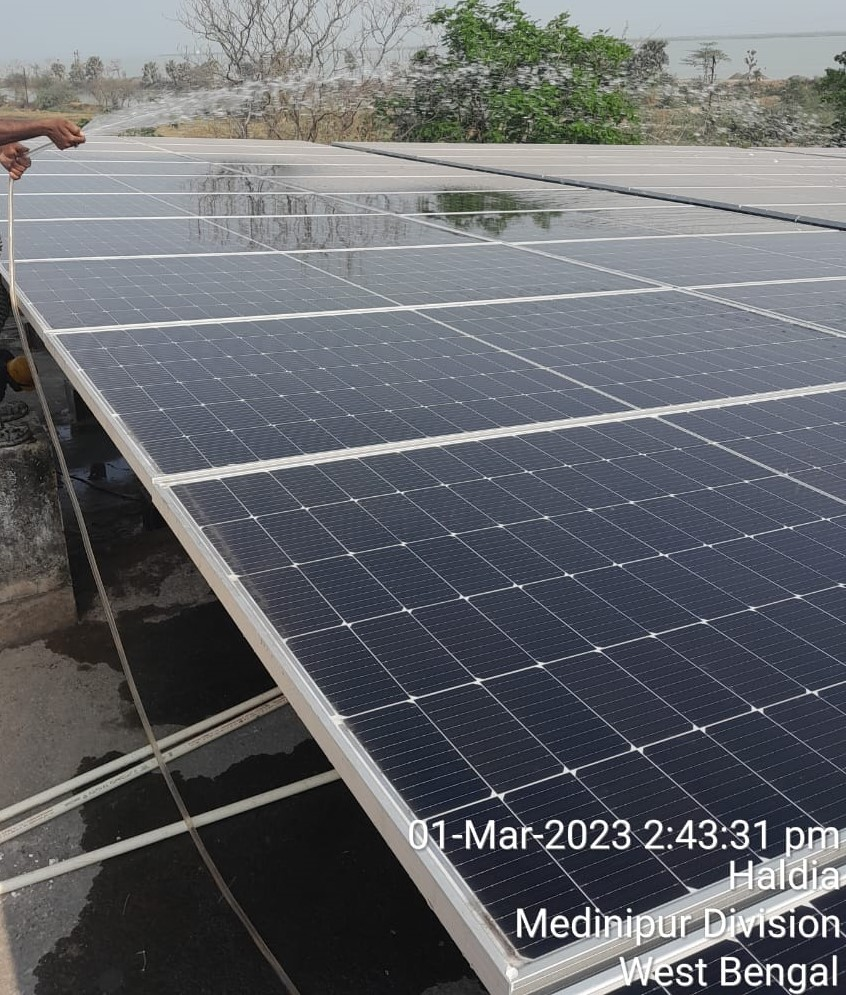 01-Mar-2023 2:43:31 pm
Haldia
Medinipur Division
West Bengal